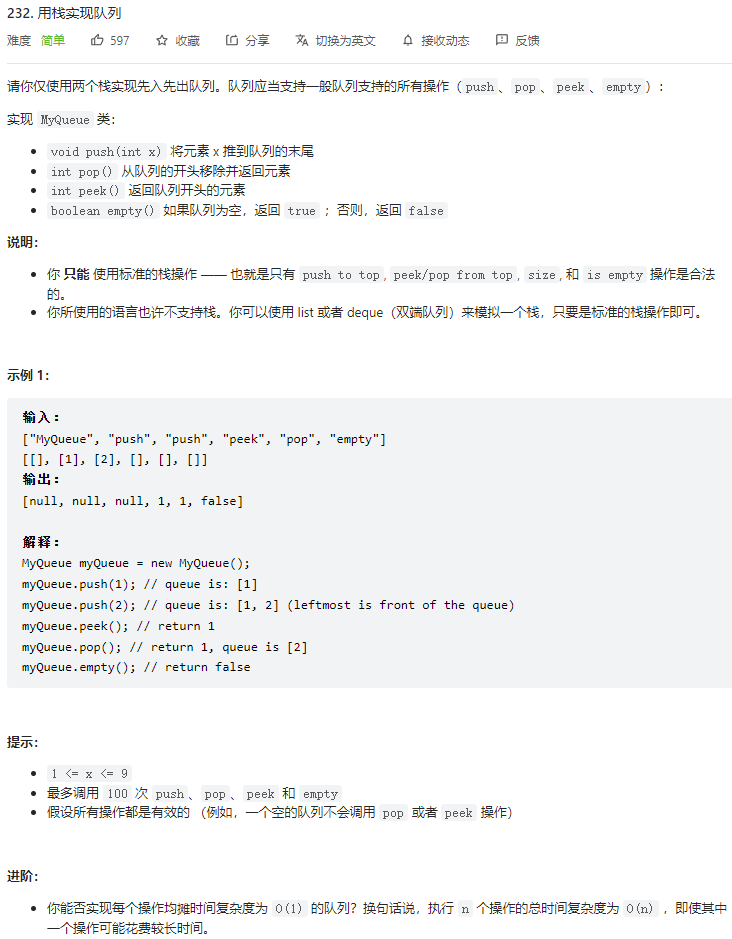 232. 用栈实现队列
难度 简单 597 收藏 分享 切换为英文 接收动态 反馈
请你仅使用两个栈实现先入先出队列。队列应当支持一般队列支持的所有操作（push、pop、peek、empty）：
实现 MyQueue 类：
void push(int x) 将元素 x 推到队列的末尾
int pop() 从队列的开头移除并返回元素
int peek() 返回队列开头的元素
boolean empty() 如果队列为空，返回 true ；否则，返回 false
说明：
你 只能 使用标准的栈操作 —— 也就是只有 push to top, peek/pop from top, size, 和 is empty 操作是合法
的。
你所使用的语言也许不支持栈。你可以使用 list 或者 deque（双端队列）来模拟一个栈，只要是标准的栈操作即可。
示例 1：
输入：
["MyQueue", "push", "push", "peek", "pop", "empty"]
[[], [1], [2], [], [], []]
输出：
[null, null, null, 1, 1, false]
解释：
MyQueue myQueue = new MyQueue();
myQueue.push(1); // queue is: [1]
myQueue.push(2); // queue is: [1, 2] (leftmost is front of the queue)
myQueue.peek(); // return 1
myQueue.pop(); // return 1, queue is [2]
myQueue.empty(); // return false
提示：
1 <= x <= 9
最多调用 100 次 push、pop、peek 和 empty
假设所有操作都是有效的 （例如，一个空的队列不会调用 pop 或者 peek 操作）
进阶：
你能否实现每个操作均摊时间复杂度为 O(1) 的队列？换句话说，执行 n 个操作的总时间复杂度为 O(n) ，即使其中
一个操作可能花费较长时间。